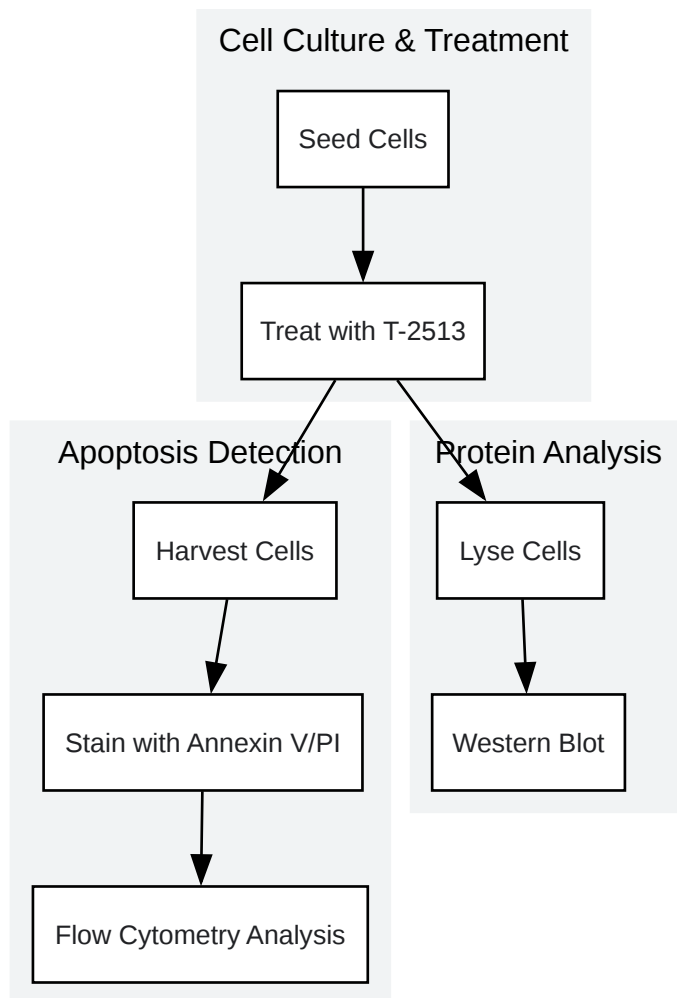 Cell Culture & Treatment
Seed Cells
Treat with T-2513
Apoptosis Detection
Protein Analysis
Harvest Cells
Lyse Cells
Stain with Annexin V/PI
Western Blot
Flow Cytometry Analysis